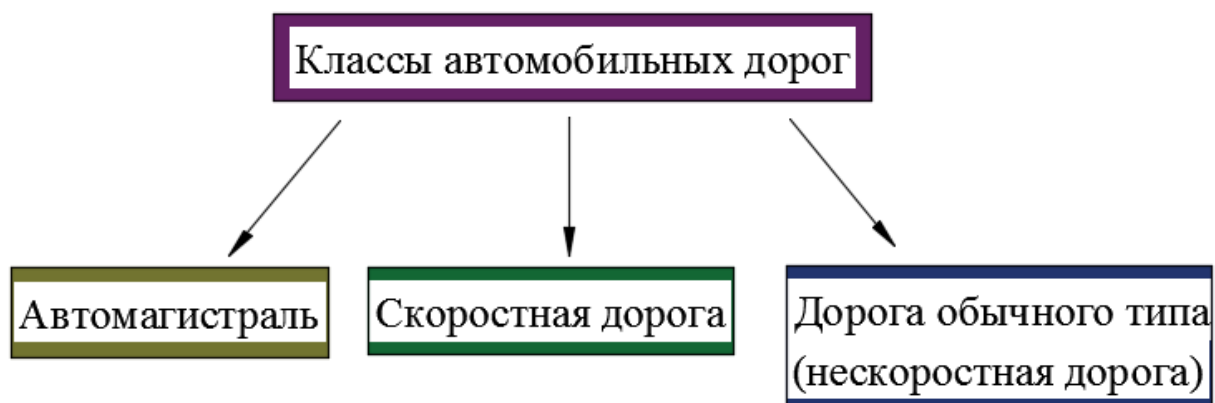 Классы автомобильных дорог
Автомагистраль
Скоростная дорога
Дорога обычного типа
(нескоростная дорога)